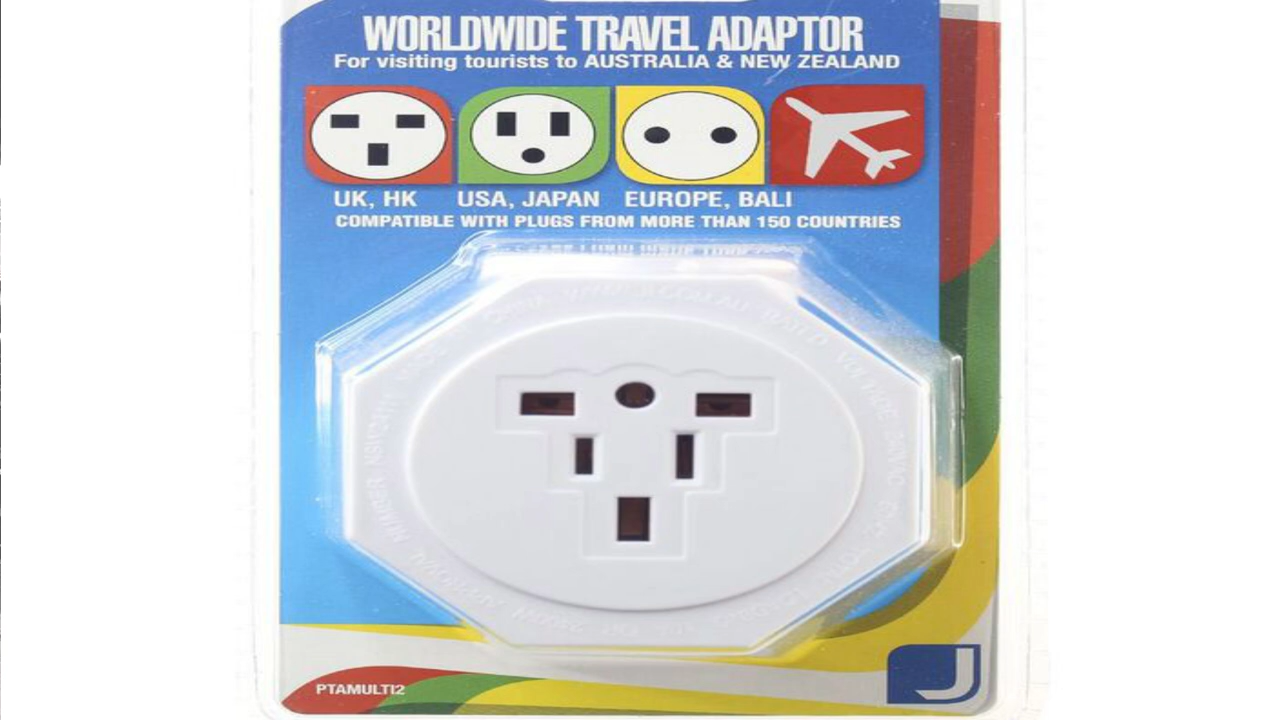 WORLDWIDE TRAVEL ADAPTOR
For visiting tourists to AUSTRALIA & NEW ZEALAND
UK, HK USA, JAPAN EUROPE, BALI
COMPATIBLE WITH PLUGS FROM MORE THAN 150 COUNTRIES
PTAMULTI2
J